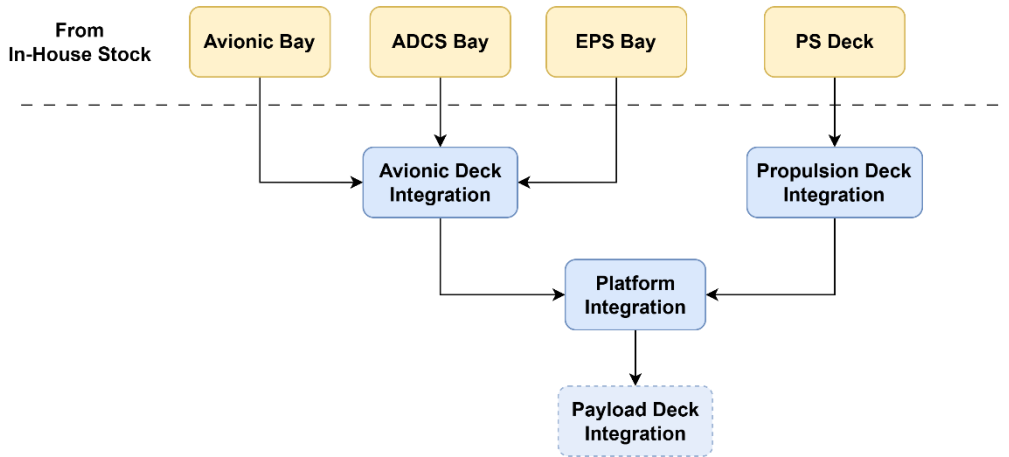 From
In-House Stock
Avionic Bay
ADCS Bay
EPS Bay
PS Deck
Avionic Deck
Integration
Propulsion Deck
Integration
Platform
Integration
Payload Deck
Integration